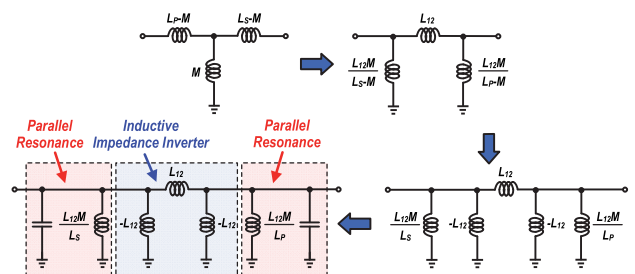 LP-M
LS-M
M
L12
L12M
LS-M
L12M
LP-M
Parallel
Resonance
Inductive
Impedance Inverter
Parallel
Resonance
L12
L12M
LS
-L12
-L12
L12M
LP
L12
L12M
LS
-L12
-L12
L12M
LP